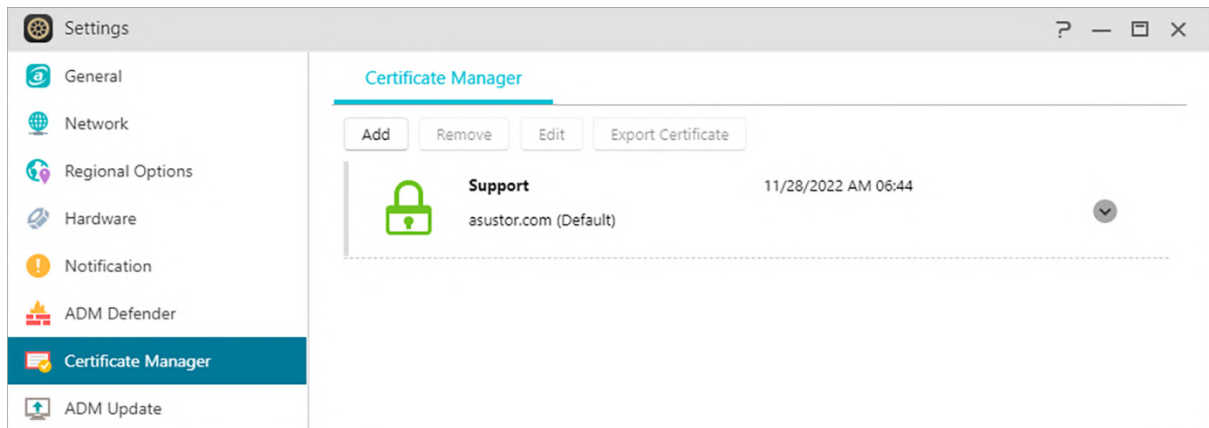 Settings
General
Network
Regional Options
Hardware
Notification
ADM Defender
Certificate Manager
ADM Update
Certificate Manager
Add Remove Edit Export Certificate
Support 11/28/2022 AM 06:44
asustor.com (Default)